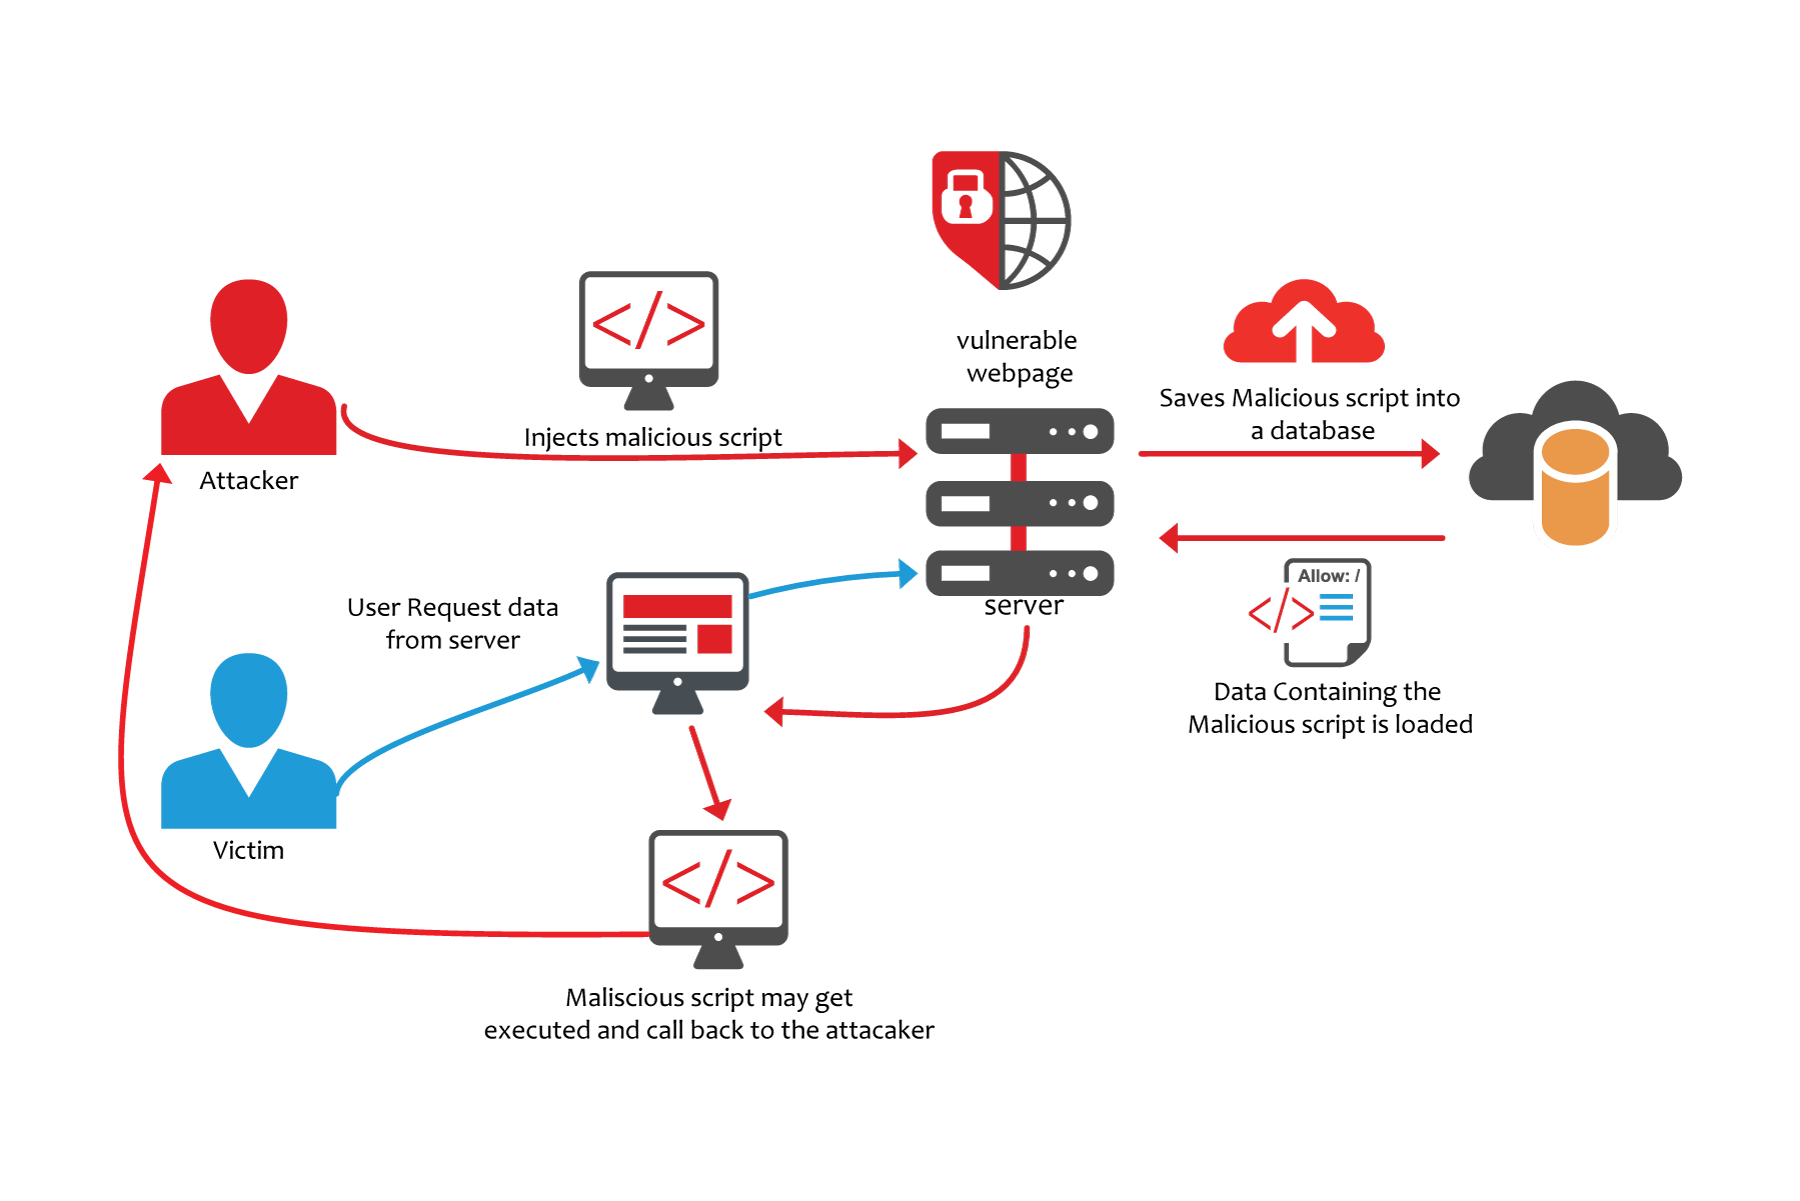 vulnerable
webpage
Injects malicious script
Saves Malicious script into
a database
Attacker
Allow: /
User Request data
from server
server
Data Containing the
Malicious script is loaded
Victim
</>
</>
</>
Maliscious script may get
executed and call back to the attacaker